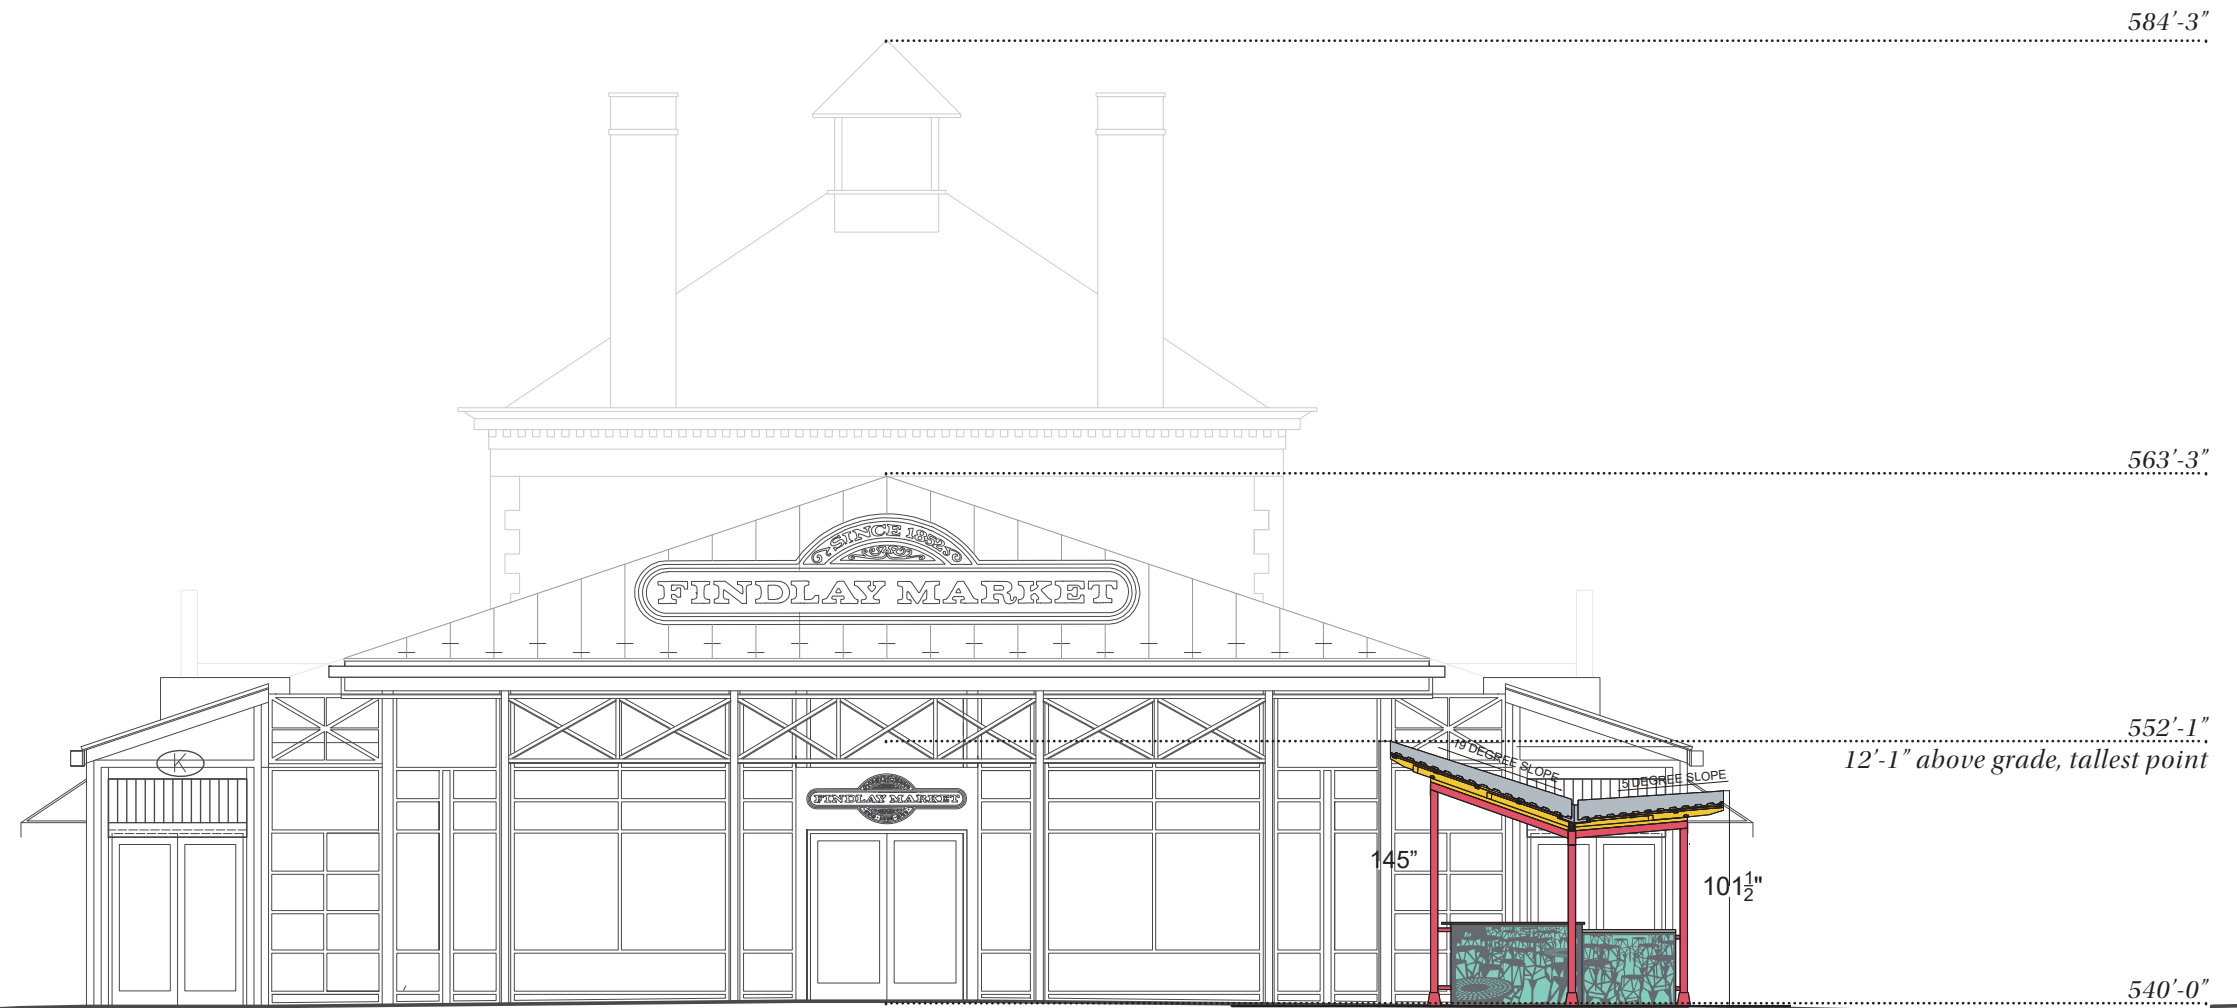 584’-3”
563’-3”
SINCE 1852
FINDLAY MARKET
552’-1”
12’-1” above grade, tallest point
19 DEGREE SLOPE
5 DEGREE SLOPE
K
FINDLAY MARKET
145”
101½"
540’-0”